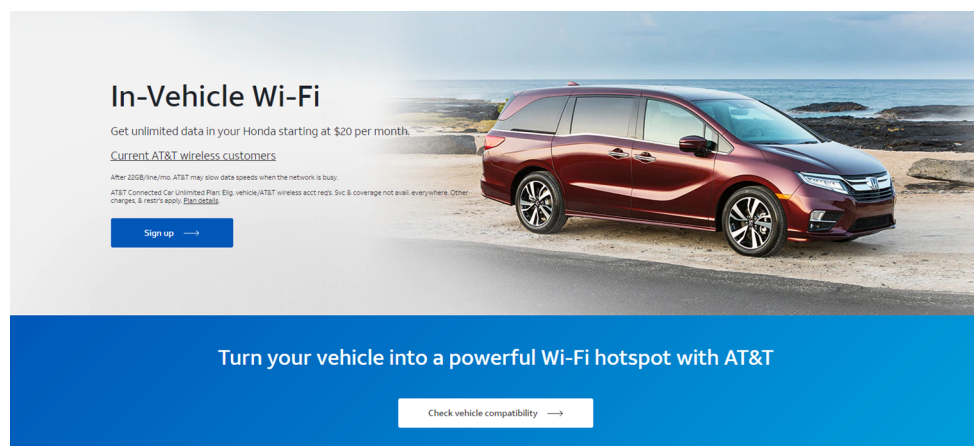 In-Vehicle Wi-Fi
Get unlimited data in your Honda starting at $20 per month.
Current AT&T wireless customers
After 22GB/line/mo. AT&T may slow data speeds when the network is busy.
AT&T Connected Car Unlimited Plan: Elig. vehicle/AT&T wireless acct req's. Svc & coverage not avail. everywhere. Other
charges, & restr's apply. Plan details.
Sign up
Turn your vehicle into a powerful Wi-Fi hotspot with AT&T
Check vehicle compatibility